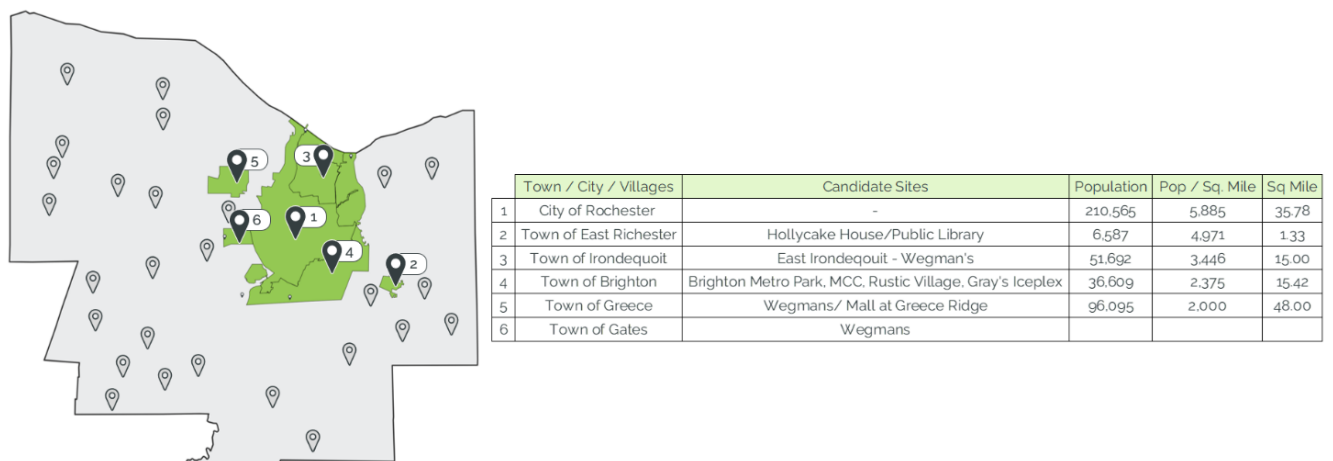 5
3
6
1
4
2
Town / City / Villages Candidate Sites Population Pop / Sq. Mile Sq Mile
1 City of Rochester - 210,565 5,885 35.78
2 Town of East Richester Hollycake House/Public Library 6,587 4,971 1.33
3 Town of Irondequoit East Irondeqouit - Wegman's 51,692 3,446 15.00
4 Town of Brighton Brighton Metro Park, MCC, Rustic Village, Gray's Iceplex 36,609 2,375 15.42
5 Town of Greece Wegmans/ Mall at Greece Ridge 96,095 2,000 48.00
6 Town of Gates Wegmans